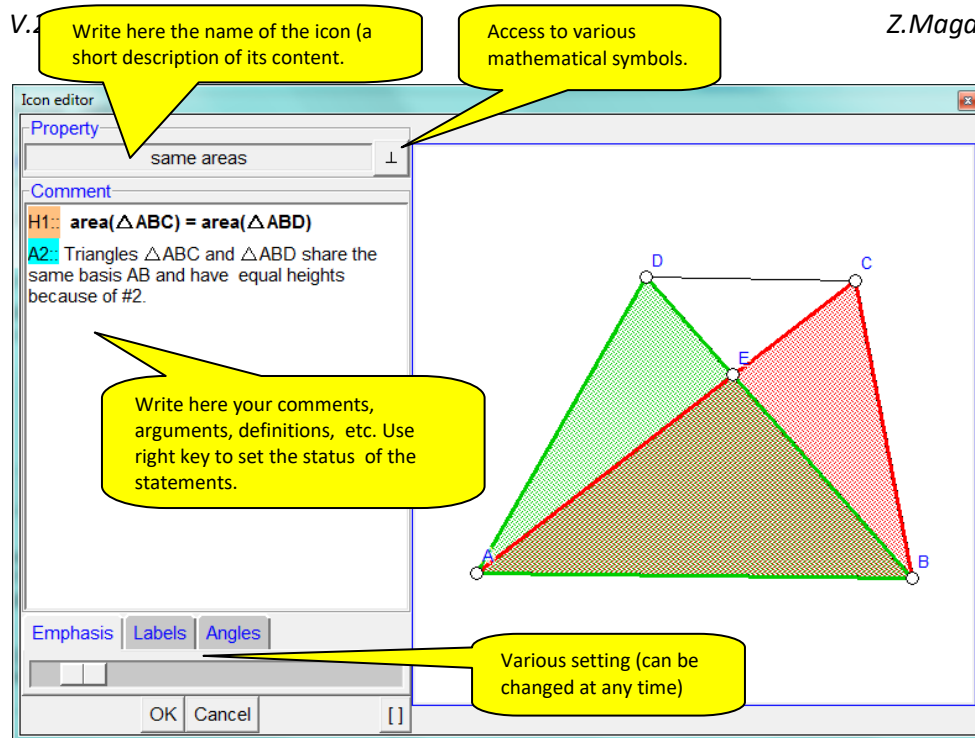 Z.Maga
Write here the name of the icon (a
short description of its content.
Access to various
mathematical symbols.
Icon editor
Property
same areas
⊥
Comment
H1:: area(△ABC) = area(△ABD)
A2:: Triangles △ABC and △ABD share the
same basis AB and have equal heights
because of #2.
Write here your comments,
arguments, definitions, etc. Use
right key to set the status of the
statements.
D
C
E
A
B
Emphasis Labels Angles
Various setting (can be
changed at any time)
OK Cancel [ ]